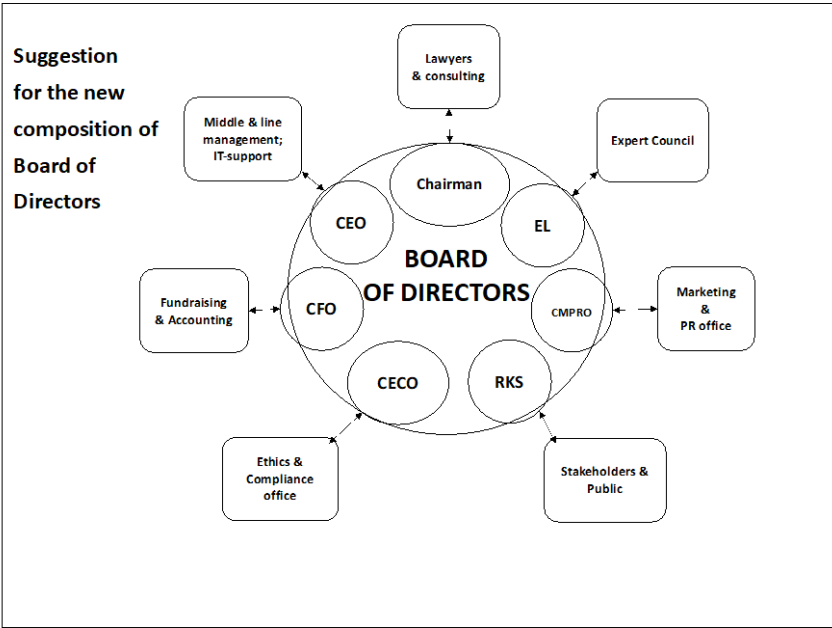 Suggestion
for the new
composition of
Board of
Directors
Lawyers
& consulting
Middle & line
management;
IT-support
Expert Council
Chairman
CEO
EL
BOARD
OF DIRECTORS
Fundraising
& Accounting
CFO
CMPRO
Marketing
&
PR office
CECO
RKS
Ethics &
Compliance
office
Stakeholders &
Public